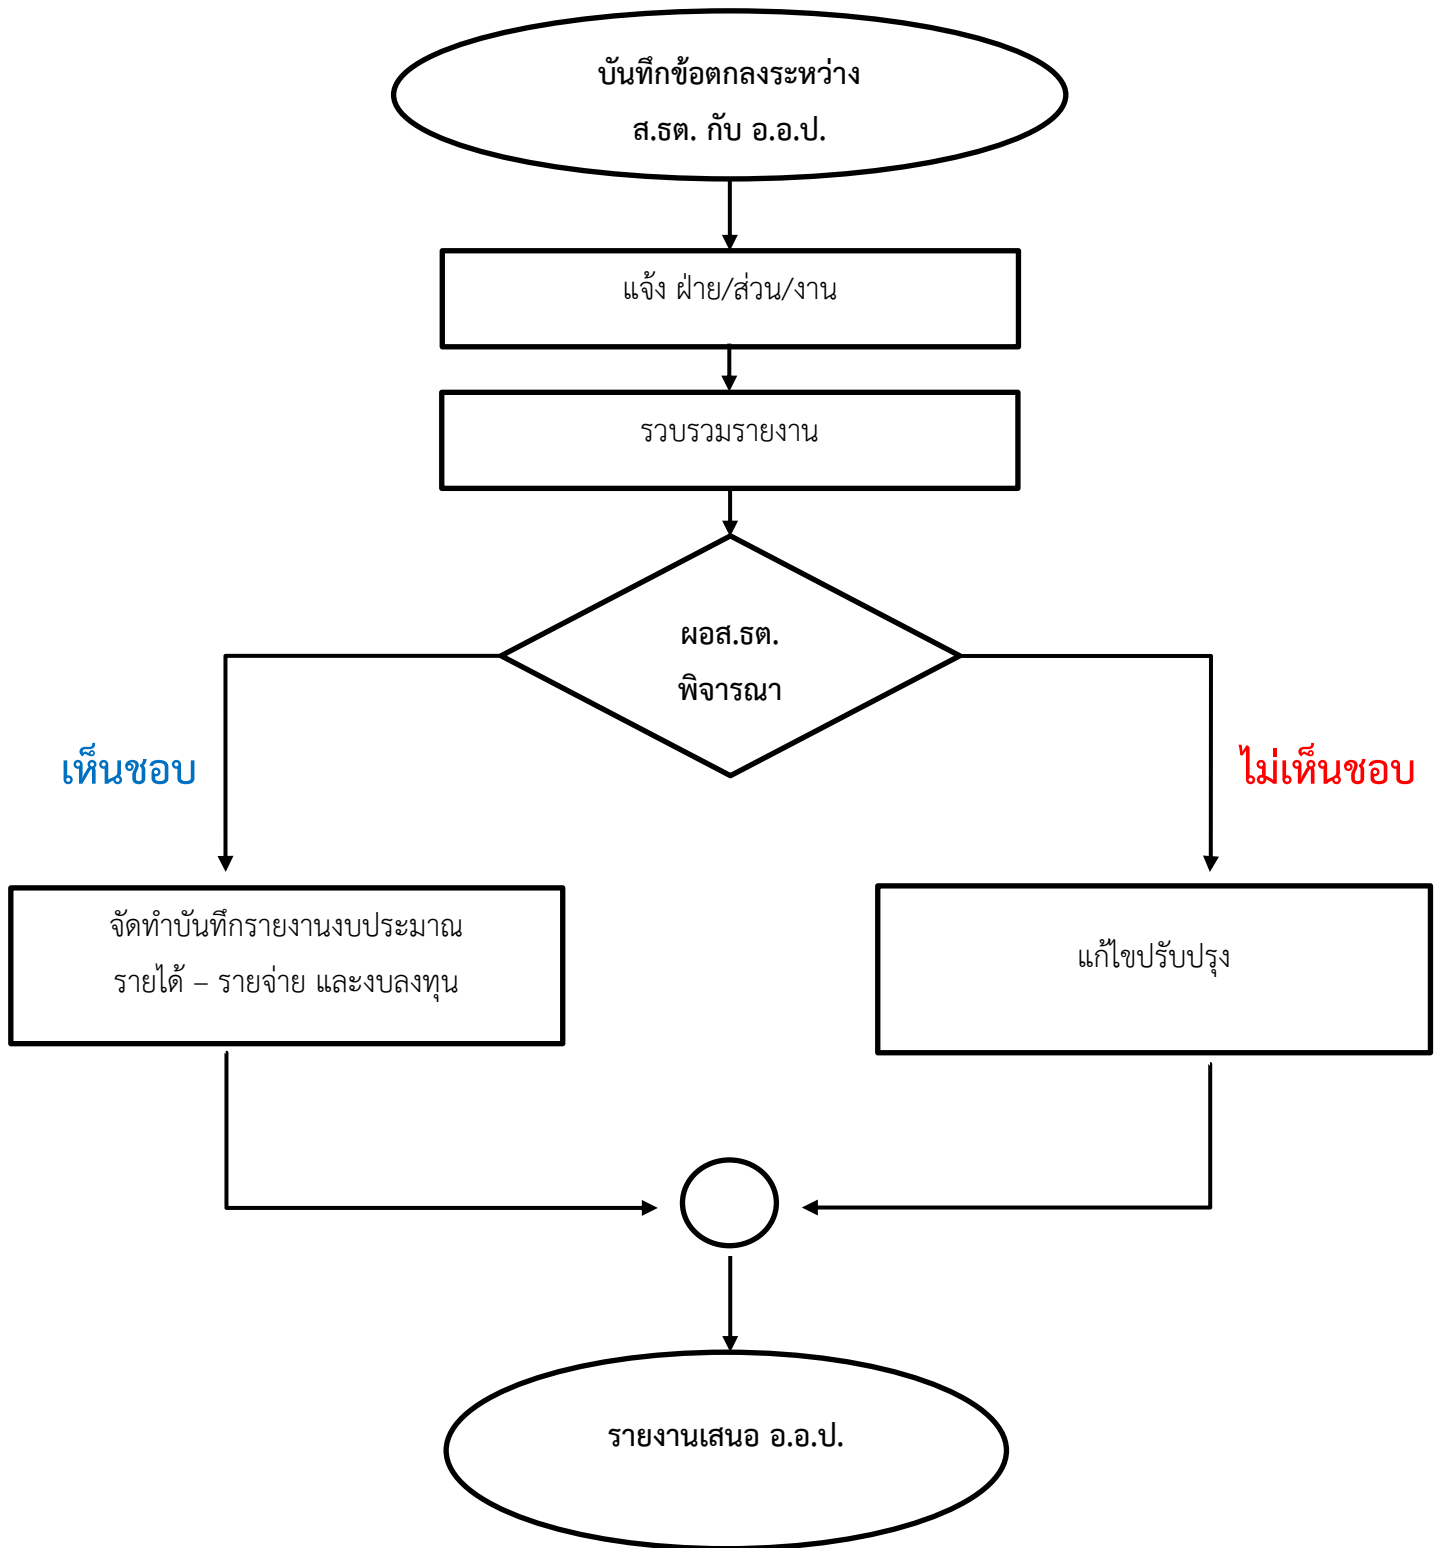 บันทึกข้อตกลงระหว่าง
ส.ธต. กับ อ.อ.ป.
แจ้ง ฝ่าย/ส่วน/งาน
รวบรวมรายงาน
ผอส.ธต.
พิจารณา
เห็นชอบ
ไม่เห็นชอบ
จัดทำบันทึกรายงานงบประมาณ
รายได้ – รายจ่าย และงบลงทุน
แก้ไขปรับปรุง
รายงานเสนอ อ.อ.ป.